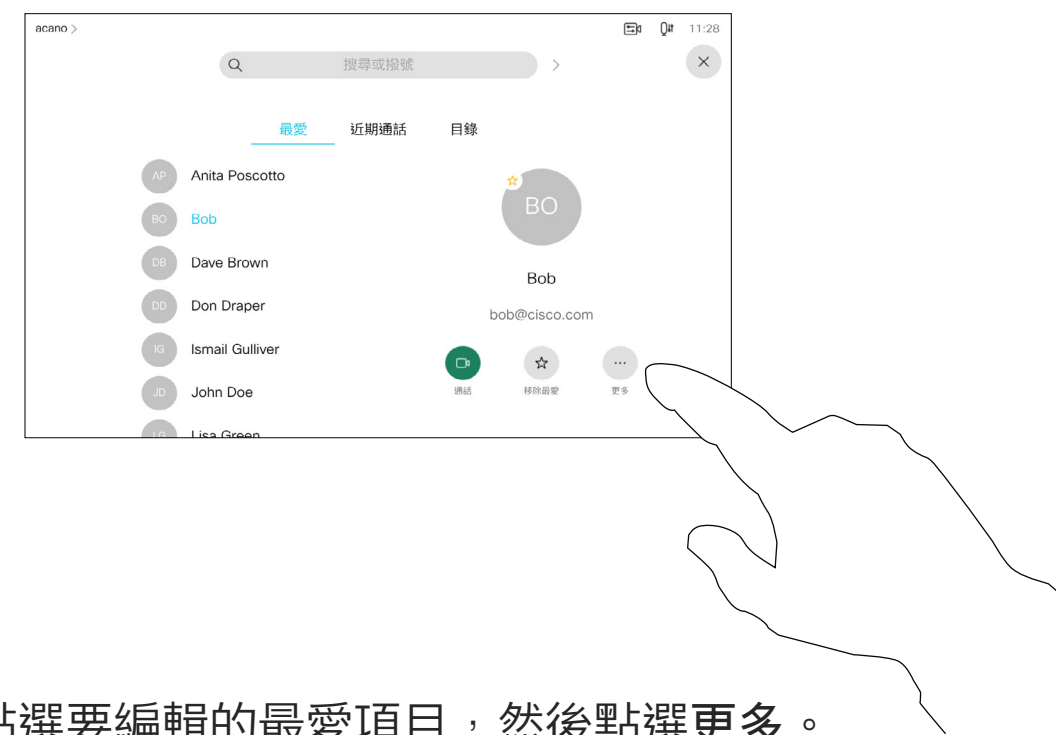 acano >
11:28
搜尋或撥號
最愛 近期通話 目錄
AP Anita Poscotto
BO Bob
DB Dave Brown
DD Don Draper
IG Ismail Gulliver
JD John Doe
LG Lisa Green
BO
Bob
bob@cisco.com
通話 移除最愛 更多
點選要編輯的最愛項目，然後點選更多。